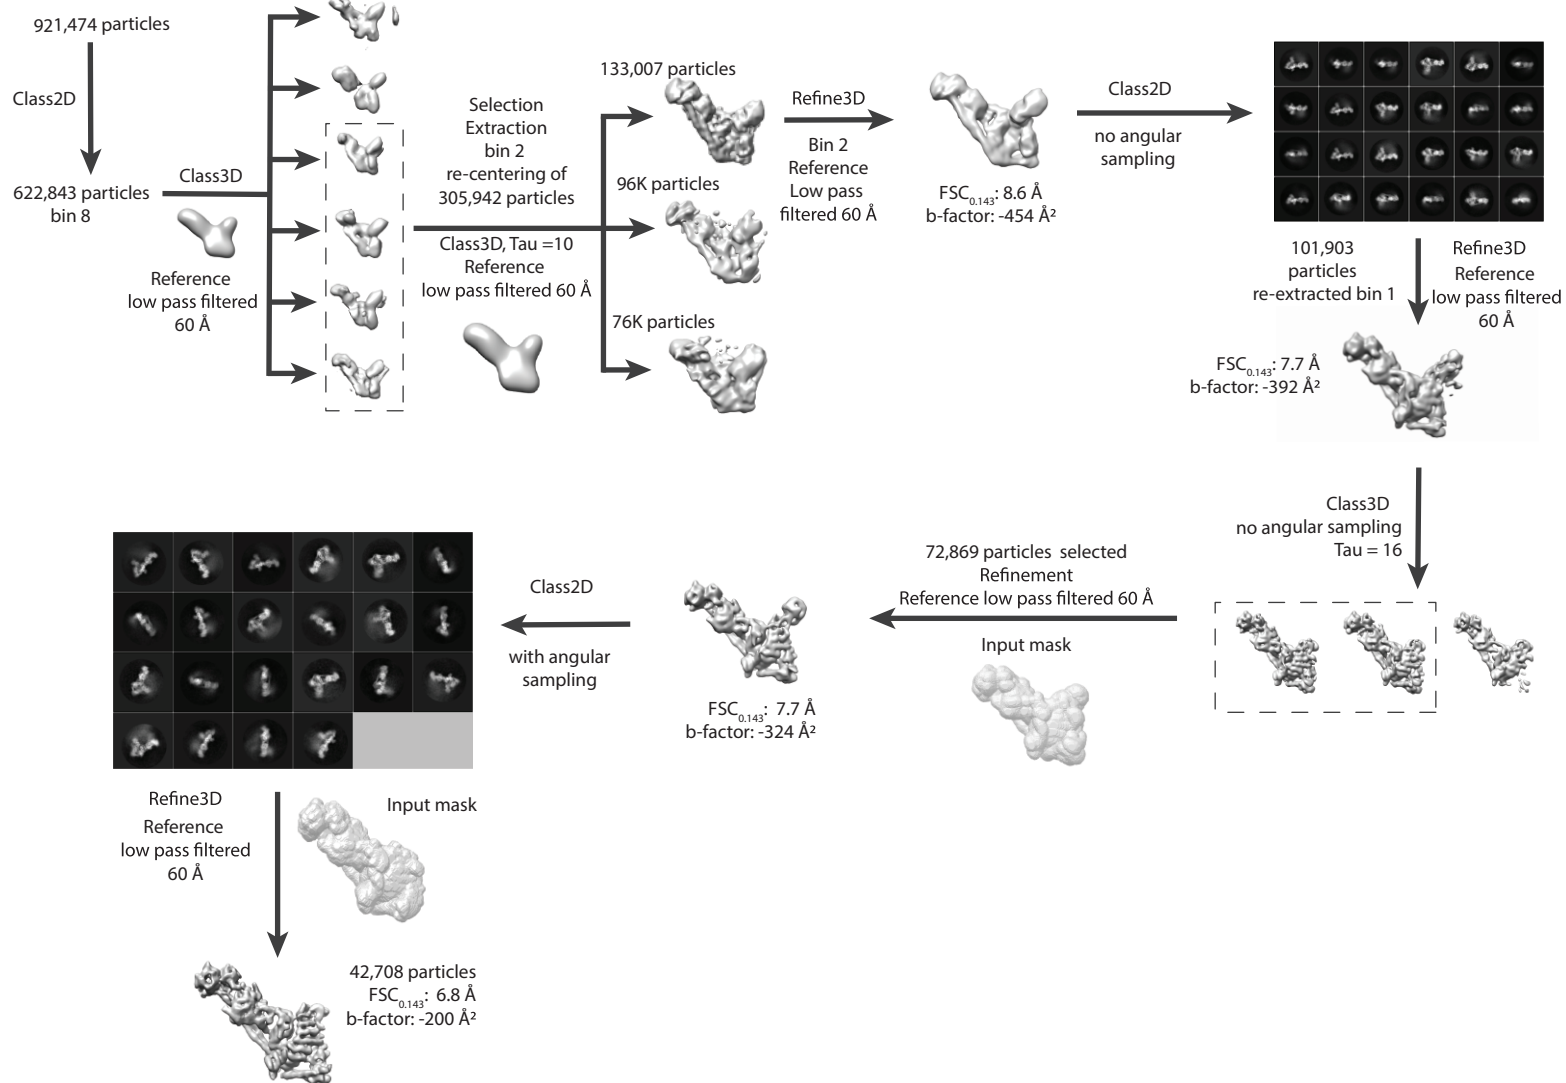 921,474 particles
Class2D
622,843 particles
bin 8
Class3D
Reference
low pass filtered
60 Å
Selection
Extraction
bin 2
re-centering of
305,942 particles
Class3D, Tau =10
Reference
low pass filtered 60 Å
133,007 particles
96K particles
76K particles
Refine3D
Bin 2
Reference
Low pass
filtered 60 Å
FSC0.143: 8.6 Å
b-factor: -454 Å²
Class2D
no angular
sampling
101,903
particles
re-extracted bin 1
Refine3D
Reference
low pass filtered
60 Å
FSC0.143: 7.7 Å
b-factor: -392 Å²
Class3D
no angular sampling
Tau = 16
72,869 particles selected
Refinement
Reference low pass filtered 60 Å
Input mask
FSC0.143: 7.7 Å
b-factor: -324 Å²
Class2D
with angular
sampling
Refine3D
Reference
low pass filtered
60 Å
Input mask
42,708 particles
FSC0.143: 6.8 Å
b-factor: -200 Å²